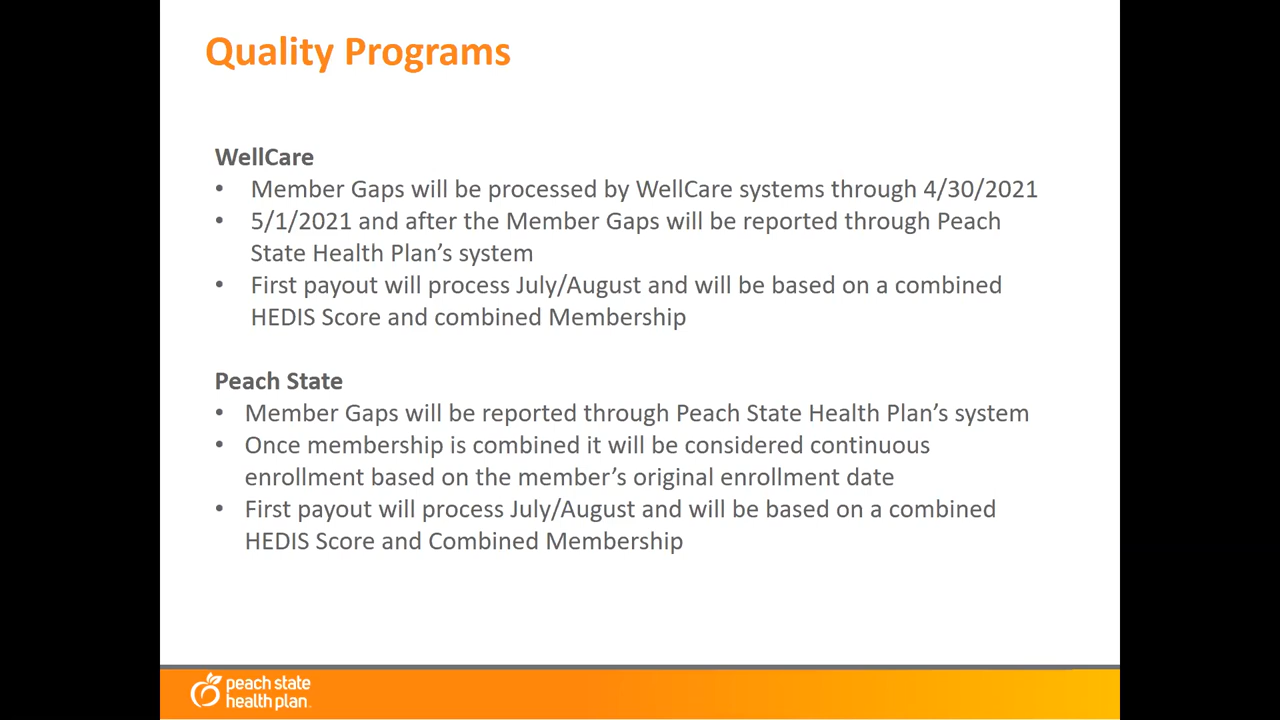 Quality Programs
WellCare
• Member Gaps will be processed by WellCare systems through 4/30/2021
• 5/1/2021 and after the Member Gaps will be reported through Peach
State Health Plan's system
• First payout will process July/August and will be based on a combined
HEDIS Score and combined Membership
Peach State
• Member Gaps will be reported through Peach State Health Plan's system
• Once membership is combined it will be considered continuous
enrollment based on the member's original enrollment date
• First payout will process July/August and will be based on a combined
HEDIS Score and Combined Membership
peach state
health plan